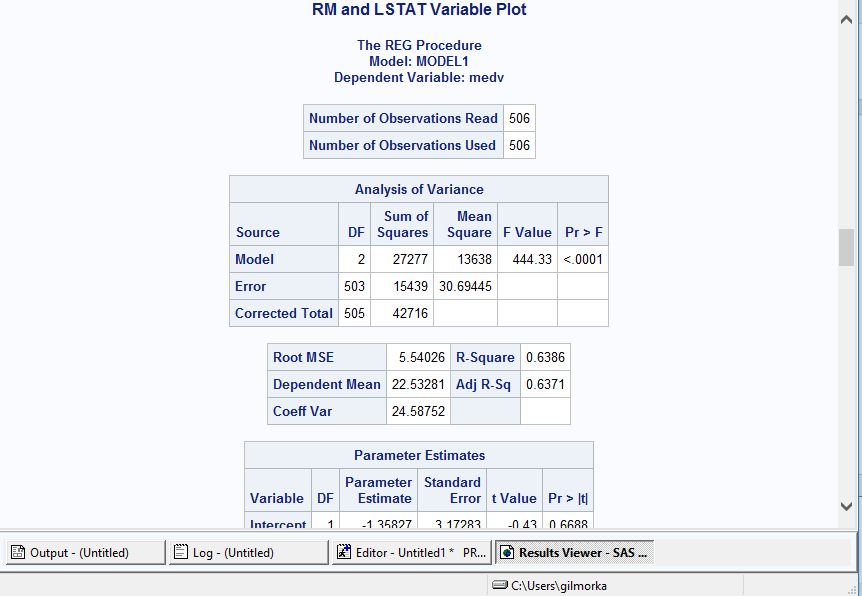 RM and LSTAT Variable Plot
The REG Procedure
Model: MODEL1
Dependent Variable: medv
Number of Observations Read 506
Number of Observations Used 506
Analysis of Variance
Source DF Sum of Squares Mean Square F Value Pr > F
Model 2 27277 13638 444.33 <.0001
Error 503 15439 30.69445
Corrected Total 505 42716
Root MSE 5.54026 R-Square 0.6386
Dependent Mean 22.53281 Adj R-Sq 0.6371
Coeff Var 24.58752
Parameter Estimates
Variable DF Parameter Estimate Standard Error t Value Pr > |t|
Intercept 1 -1.35827 3.17283 -0.43 0.6688
Output - (Untitled) Log - (Untitled) Editor - Untitled1 * PR... Results Viewer - SAS ...
C:\Users\gilmorka